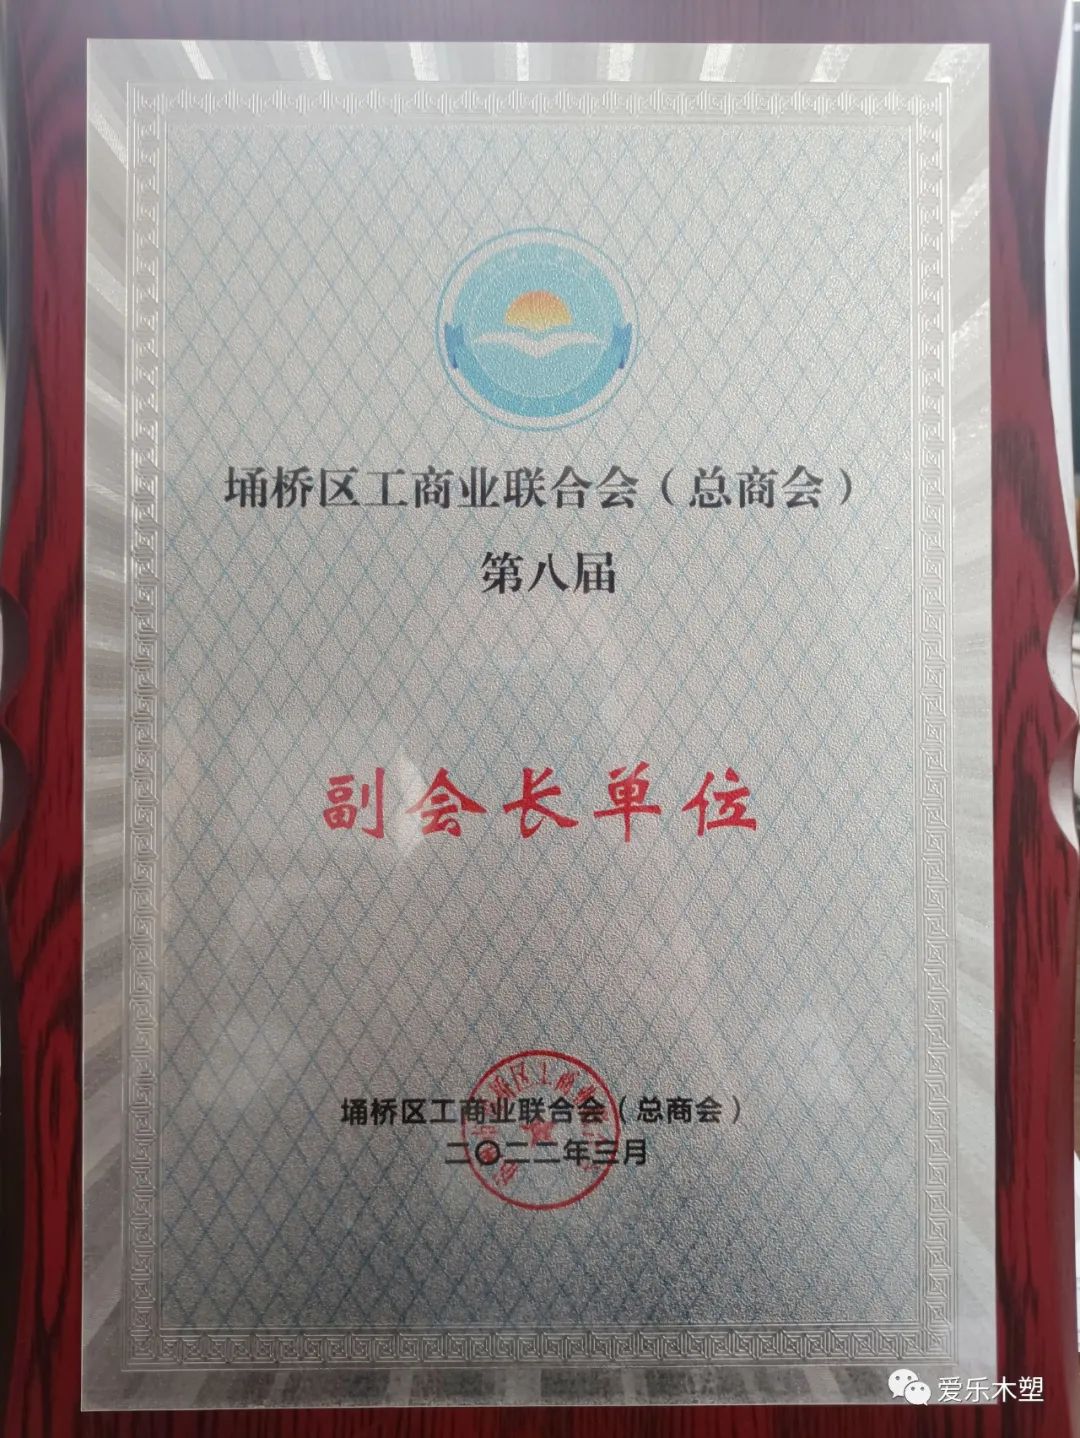 埇桥区工商业联合会（总商会）
第八届
副会长单位
埇桥区工商业联合会（总商会）
二〇二二年三月
爱乐木塑